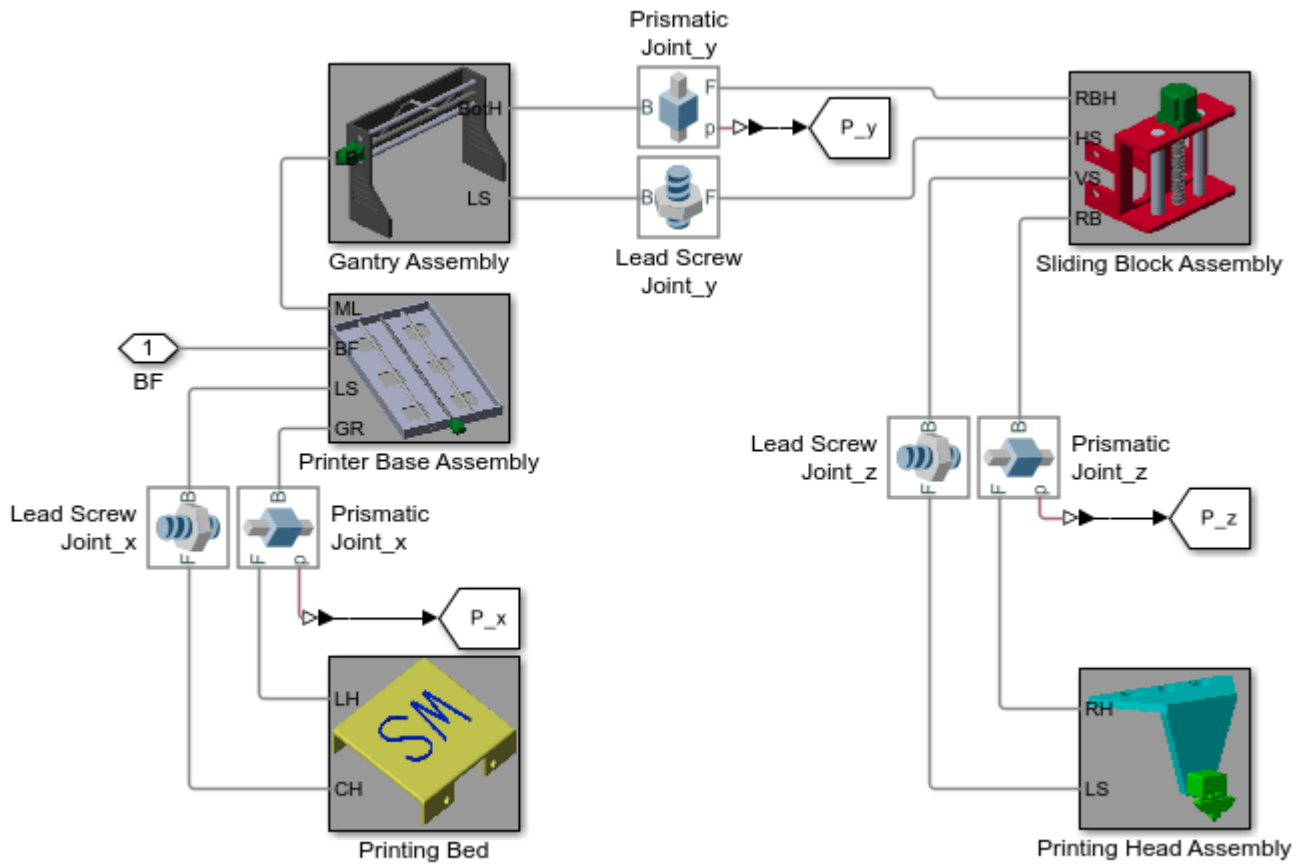 Prismatic
Joint_y
BotH
B
F
p
P_y
RBH
HS
VS
RB
B
LS
B
F
Gantry Assembly
Lead Screw
Joint_y
Sliding Block Assembly
ML
1
BF
BF
LS
GR
Printer Base Assembly
Lead Screw
Joint_x
B
F
B
F
p
Prismatic
Joint_x
P_x
Lead Screw
Joint_z
B
F
B
F
p
Prismatic
Joint_z
P_z
LH
SM
CH
Printing Bed
RH
LS
Printing Head Assembly